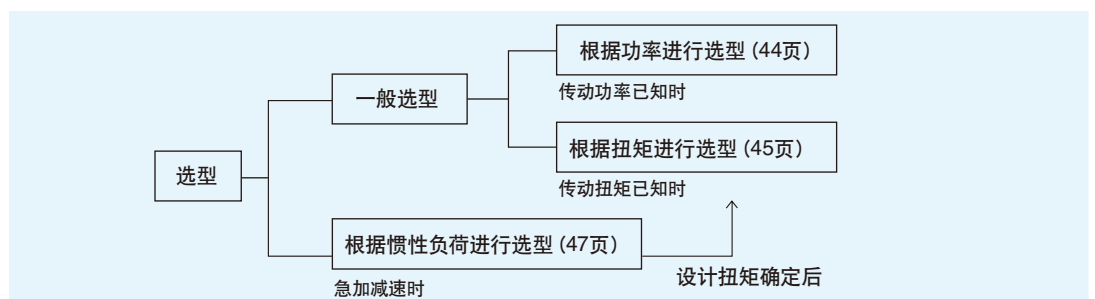 根据功率进行选型 (44页)
传动功率已知时
一般选型
根据扭矩进行选型 (45页)
传动扭矩已知时
选型
根据惯性负荷进行选型 (47页)
急加减速时
设计扭矩确定后